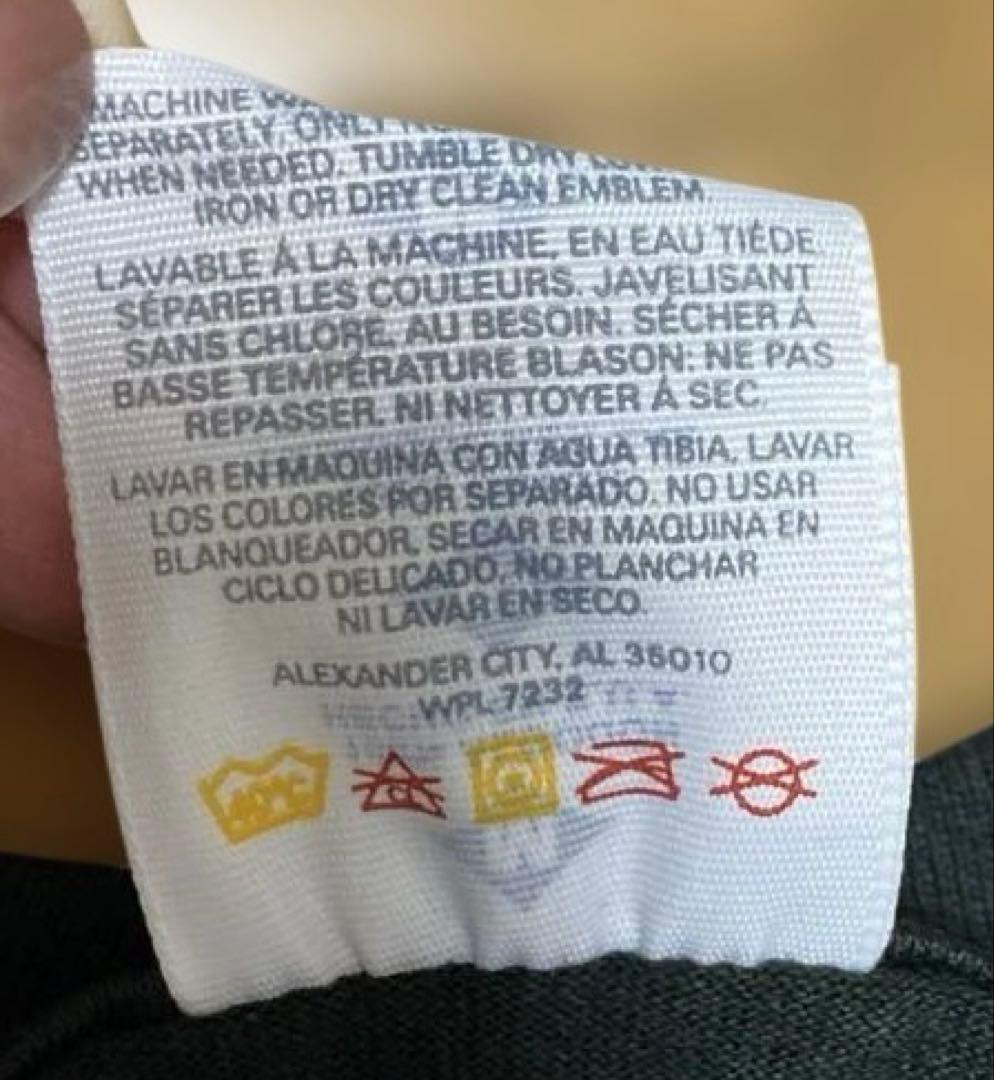 MACHINE
SEPARATELY. ONLY
WHEN NEEDED. TUMBLE DRY
IRON OR DRY CLEAN EMBLEM
LAVABLE Á LA MACHINE, EN EAU TIÉDE.
SÉPARER LES COULEURS. JAVELISANT
SANS CHLORE, AU BESOIN. SÉCHER Á
BASSE TEMPÉRATURE BLASON: NE PAS
REPASSER, NI NETTOYER Á SEC.
LAVAR EN MAQUINA CON AGUA TIBIA, LAVAR
LOS COLORES POR SEPARADO. NO USAR
BLANQUEADOR, SECAR EN MAQUINA EN
CICLO DELICADO, NO PLANCHAR
NI LAVAR EN SECO.
ALEXANDER CITY, AL 35010
WPL 7232
40°C